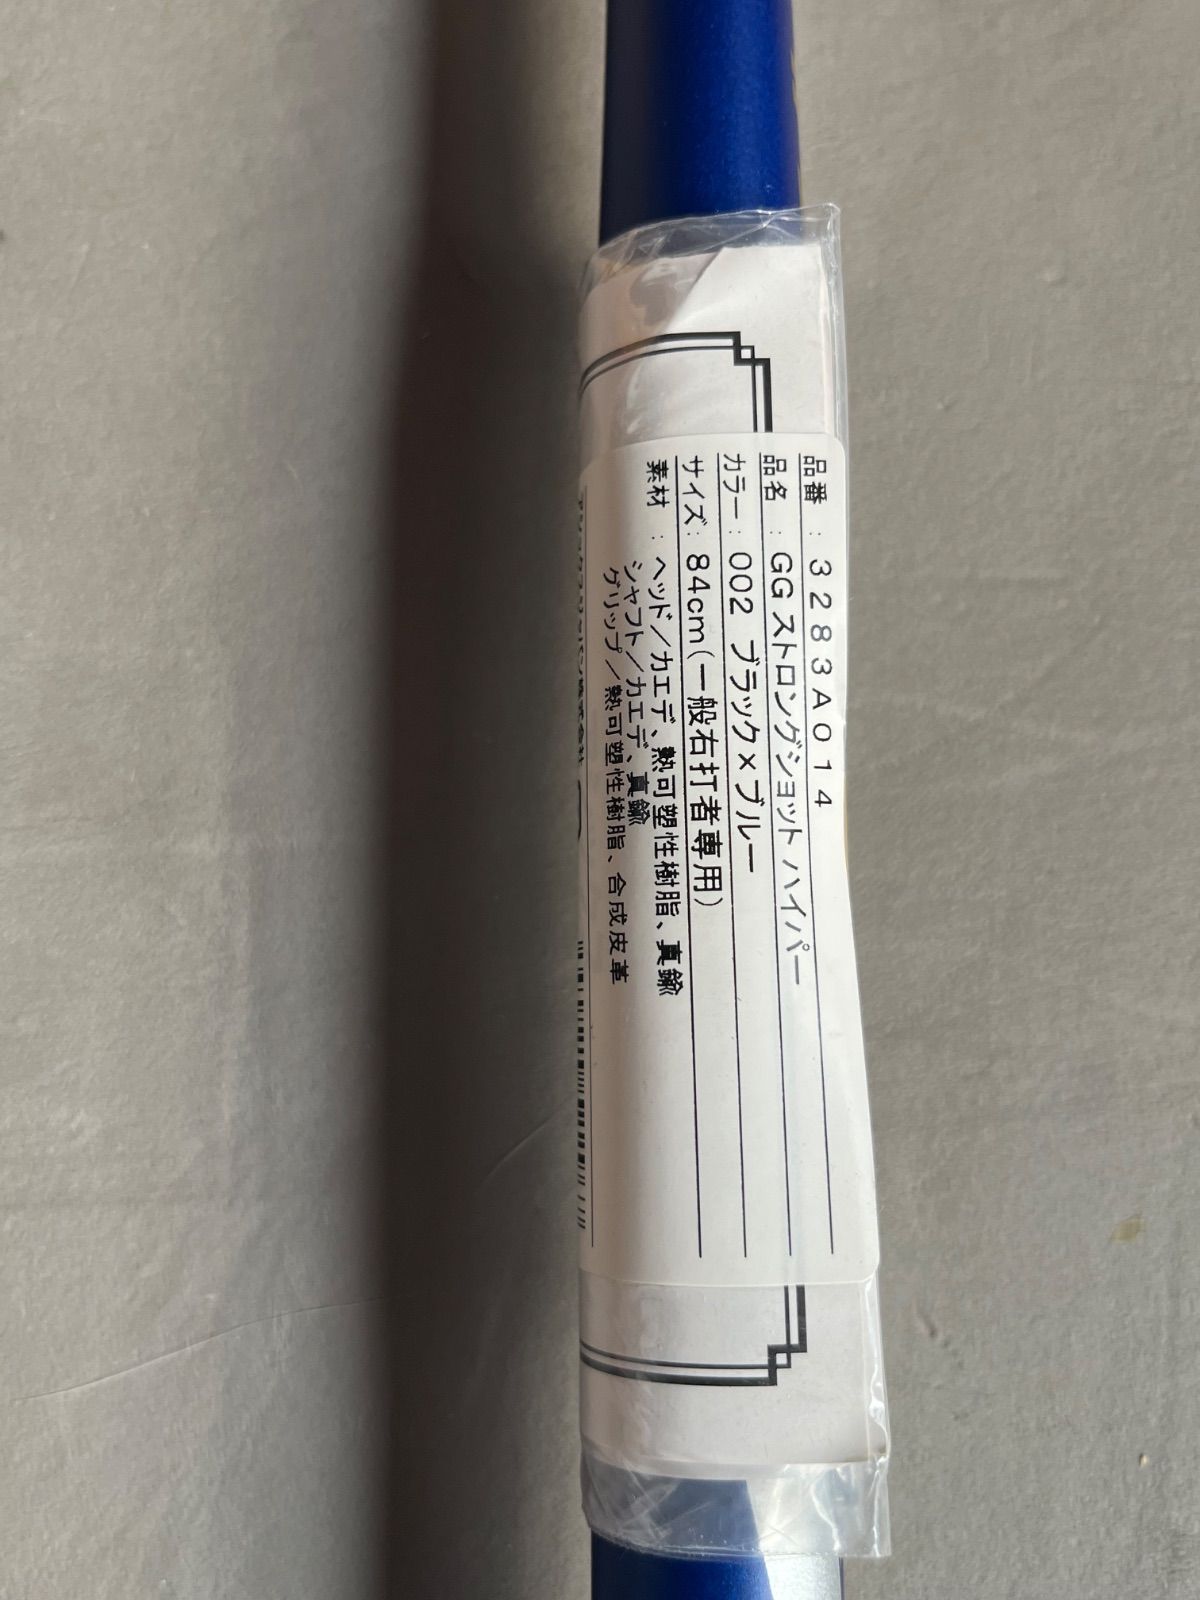 品番 : 3283A014
品名 : GG ストロングショット ハイパー
カラー : 002 ブラック×ブルー
サイズ : 84cm(一般右打者専用)
素材 : ヘッド/カエデ、熱可塑性樹脂、真鍮
シャフト/カエデ、真鍮
グリップ/熱可塑性樹脂、合成皮革